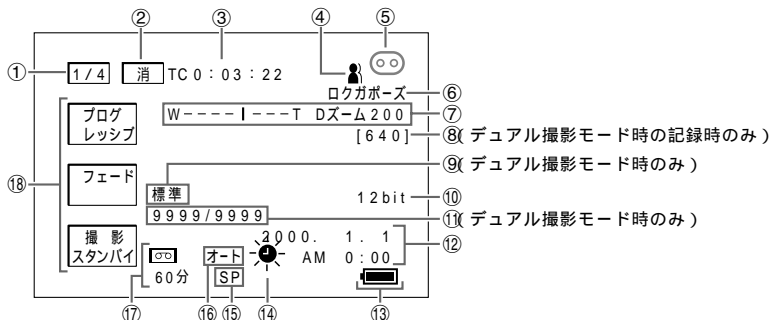 ② ③ ④ ⑤
① 1/4 消 TC 0:03:22
ロクガポーズ ⑥
プログレッシブ
W----I---T Dズーム200 ⑦
[640] ⑧(デュアル撮影モード時の記録時のみ)
⑱ フェード
⑨(デュアル撮影モード時のみ)
標準
12bit ⑩
9999/9999 ⑪(デュアル撮影モード時のみ)
撮影
スタンバイ
2000. 1. 1
オート AM 0:00 ⑫
60分 SP
⑰ ⑯ ⑮ ⑭ ⑬